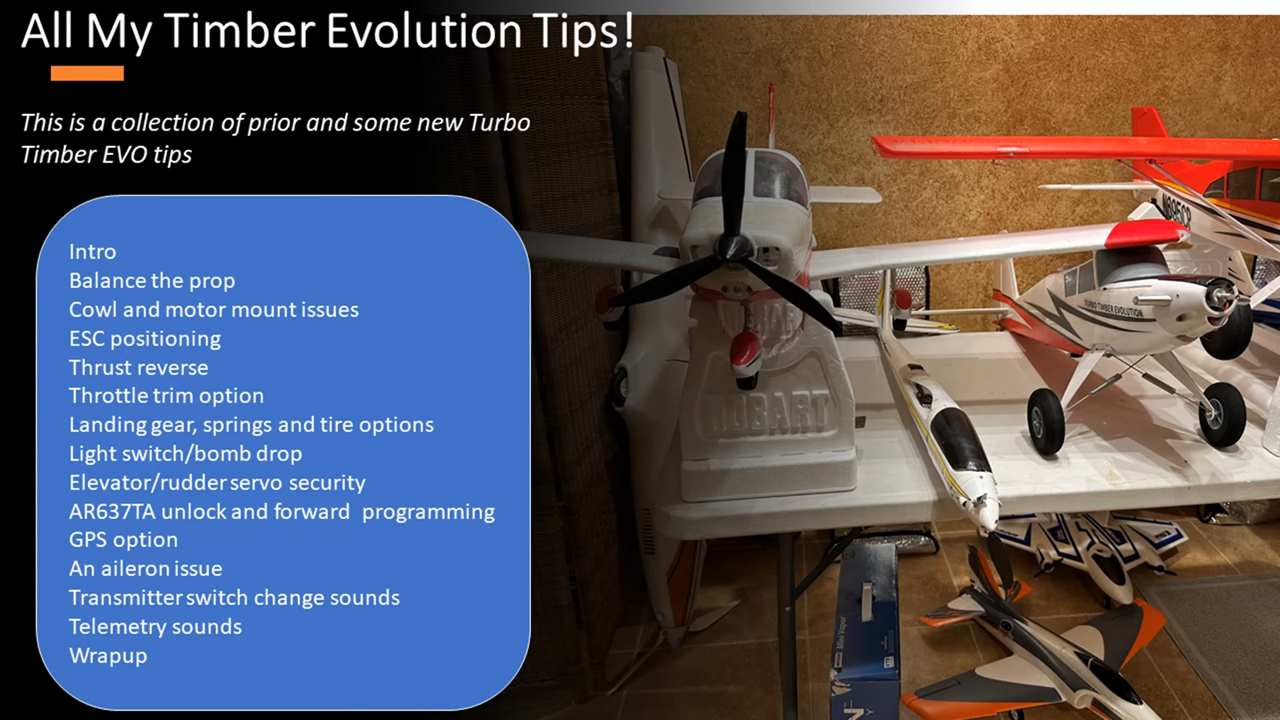 All My Timber Evolution Tips!
This is a collection of prior and some new Turbo
Timber EVO tips
Intro
Balance the prop
Cowl and motor mount issues
ESC positioning
Thrust reverse
Throttle trim option
Landing gear, springs and tire options
Light switch/bomb drop
Elevator/rudder servo security
AR637TA unlock and forward programming
GPS option
An aileron issue
Transmitter switch change sounds
Telemetry sounds
Wrapup
ROBART
TURBO TIMBER EVOLUTION
Mini Vapor